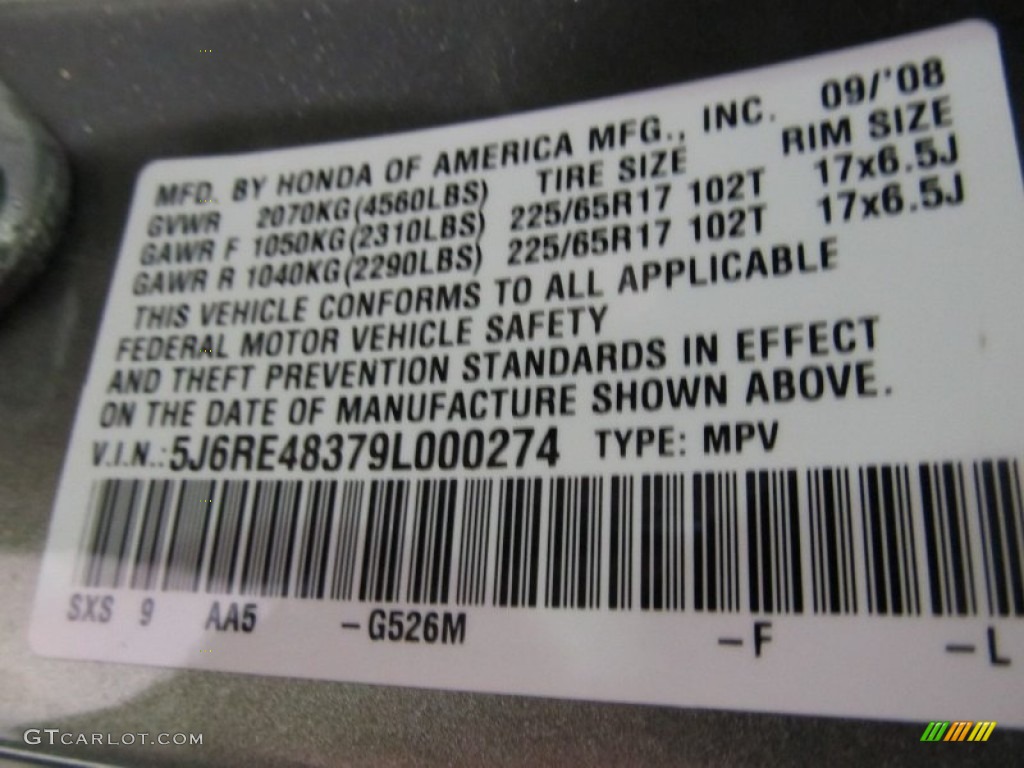 MFD. BY HONDA OF AMERICA MFG., INC. 09/'08
GVWR 2070KG(4560LBS) TIRE SIZE RIM SIZE
GAWR F 1050KG(2310LBS) 225/65R17 102T 17x6.5J
GAWR R 1040KG(2290LBS) 225/65R17 102T 17x6.5J
THIS VEHICLE CONFORMS TO ALL APPLICABLE
FEDERAL MOTOR VEHICLE SAFETY
AND THEFT PREVENTION STANDARDS IN EFFECT
ON THE DATE OF MANUFACTURE SHOWN ABOVE.
V.I.N.:5J6RE48379L000274 TYPE: MPV
SXS 9 AA5 -G526M -F -L
GTCARLOT.COM